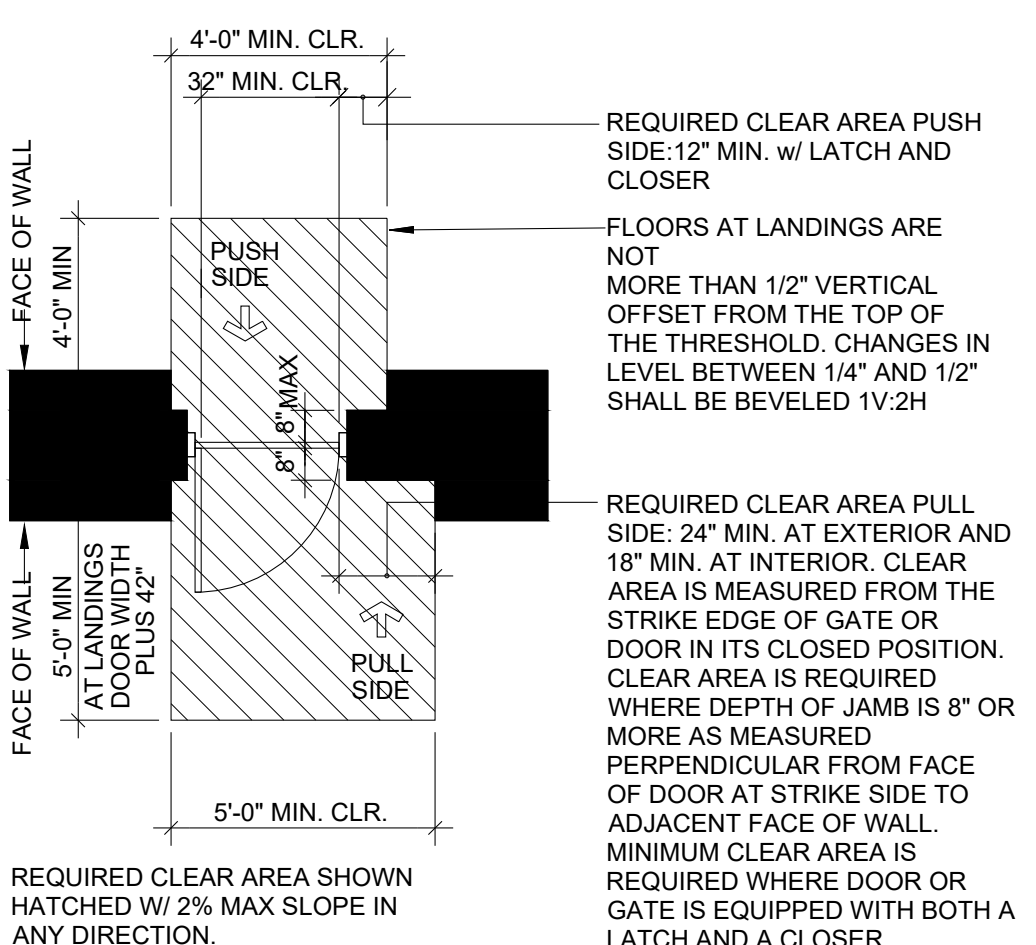 4'-0" MIN. CLR.
32" MIN. CLR.
REQUIRED CLEAR AREA PUSH
SIDE:12" MIN. w/ LATCH AND
CLOSER
FACE OF WALL
4'-0" MIN
PUSH
SIDE
FLOORS AT LANDINGS ARE
NOT
MORE THAN 1/2" VERTICAL
OFFSET FROM THE TOP OF
THE THRESHOLD. CHANGES IN
LEVEL BETWEEN 1/4" AND 1/2"
SHALL BE BEVELED 1V:2H
8" MAX
8"
FACE OF WALL
5'-0" MIN
AT LANDINGS
DOOR WIDTH
PLUS 42"
PULL
SIDE
REQUIRED CLEAR AREA PULL
SIDE: 24" MIN. AT EXTERIOR AND
18" MIN. AT INTERIOR. CLEAR
AREA IS MEASURED FROM THE
STRIKE EDGE OF GATE OR
DOOR IN ITS CLOSED POSITION.
CLEAR AREA IS REQUIRED
WHERE DEPTH OF JAMB IS 8" OR
MORE AS MEASURED
PERPENDICULAR FROM FACE
OF DOOR AT STRIKE SIDE TO
ADJACENT FACE OF WALL.
MINIMUM CLEAR AREA IS
REQUIRED WHERE DOOR OR
GATE IS EQUIPPED WITH BOTH A
LATCH AND A CLOSER
5'-0" MIN. CLR.
REQUIRED CLEAR AREA SHOWN
HATCHED W/ 2% MAX SLOPE IN
ANY DIRECTION.